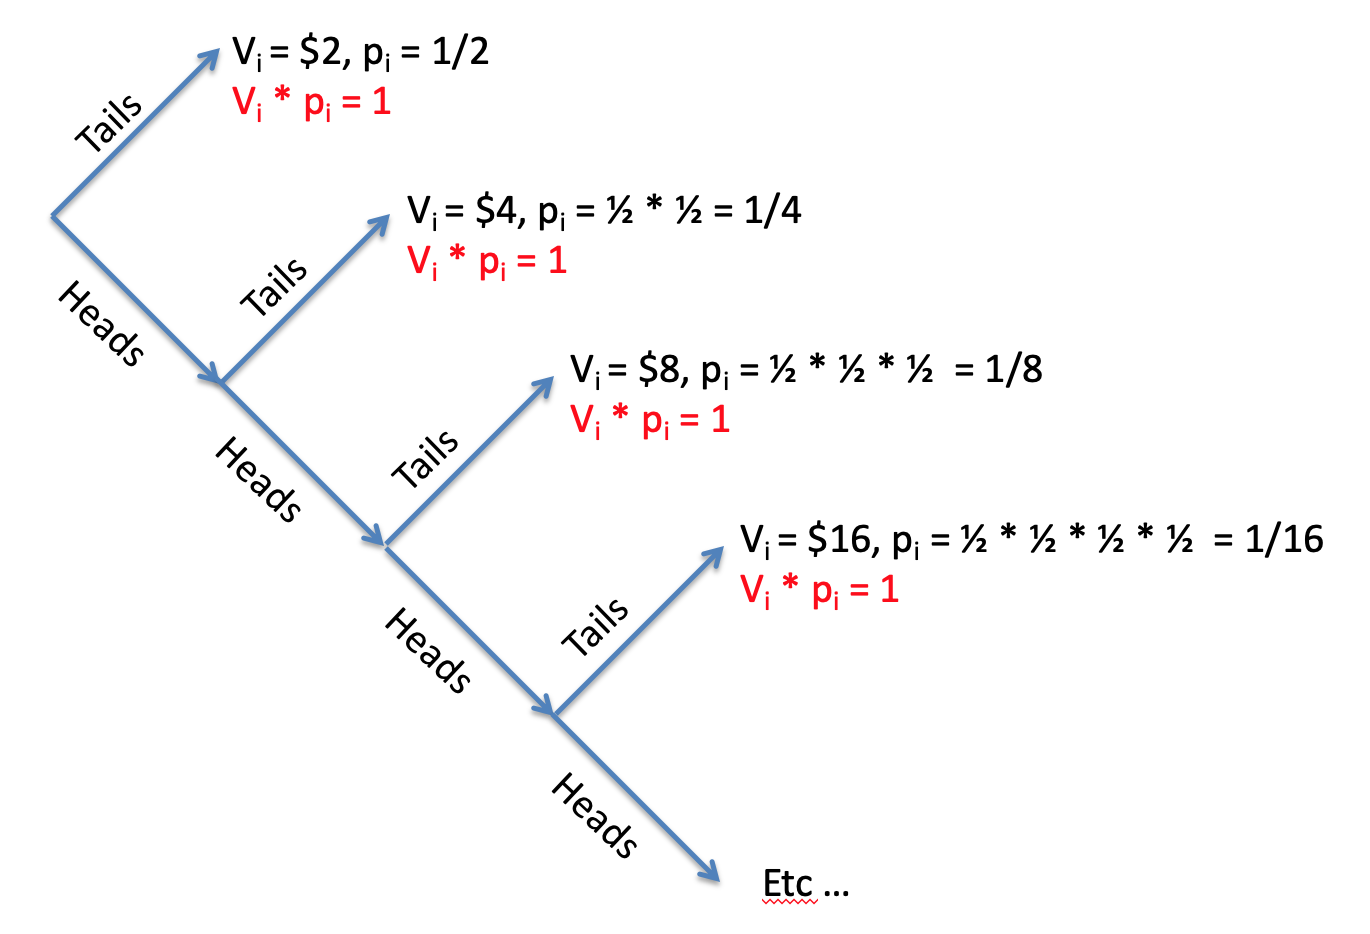 Vi = $2, pi = 1/2
Vi * pi = 1
Tails
Heads
Vi = $4, pi = ½ * ½ = 1/4
Vi * pi = 1
Tails
Heads
Vi = $8, pi = ½ * ½ * ½ = 1/8
Vi * pi = 1
Tails
Heads
Vi = $16, pi = ½ * ½ * ½ * ½ = 1/16
Vi * pi = 1
Tails
Heads
Etc ...